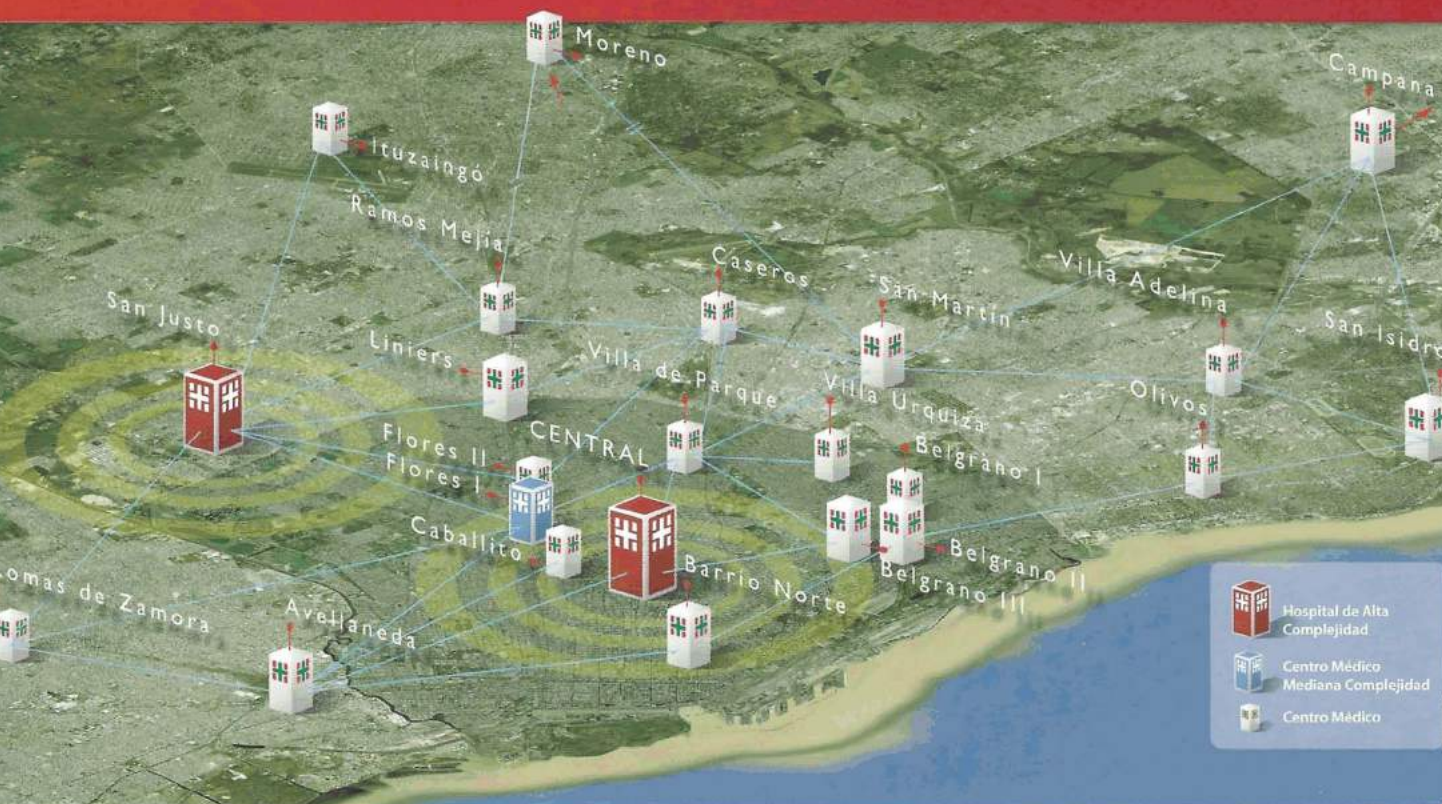 Moreno
Campana
Ituzaingó
Ramos Mejía
Caseros
San Martín
Villa Adelina
San Justo
San Isidro
Liniers
Villa de Parque
Villa Urquiza
Olivos
Flores II
CENTRAL
Belgrano I
Flores I
Caballito
Belgrano II
Barrio Norte
Belgrano III
Lomas de Zamora
Avellaneda
Hospital de Alta
Complejidad
Centro Médico
Mediana Complejidad
Centro Médico